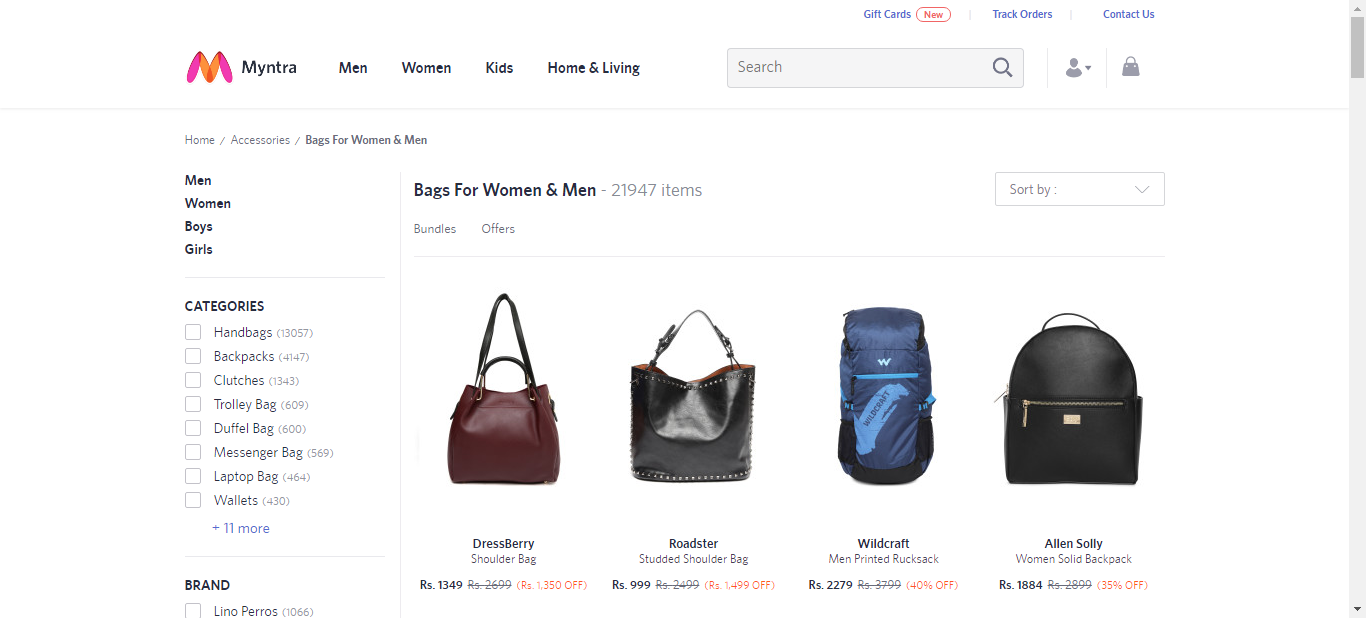 Gift Cards New | Track Orders | Contact Us
Myntra Men Women Kids Home & Living Search
Home / Accessories / Bags For Women & Men
Men
Women
Boys
Girls
Bags For Women & Men - 21947 items
Sort by :
Bundles Offers
CATEGORIES
Handbags (13057)
Backpacks (4147)
Clutches (1343)
Trolley Bag (609)
Duffel Bag (600)
Messenger Bag (569)
Laptop Bag (464)
Wallets (430)
+ 11 more
BRAND
Lino Perros (1066)
WILDCRAFT
DressBerry
Shoulder Bag
Rs. 1349 Rs. 2699 (Rs. 1,350 OFF)
Roadster
Studded Shoulder Bag
Rs. 999 Rs. 2499 (Rs. 1,499 OFF)
Wildcraft
Men Printed Rucksack
Rs. 2279 Rs. 3799 (40% OFF)
Allen Solly
Women Solid Backpack
Rs. 1884 Rs. 2899 (35% OFF)